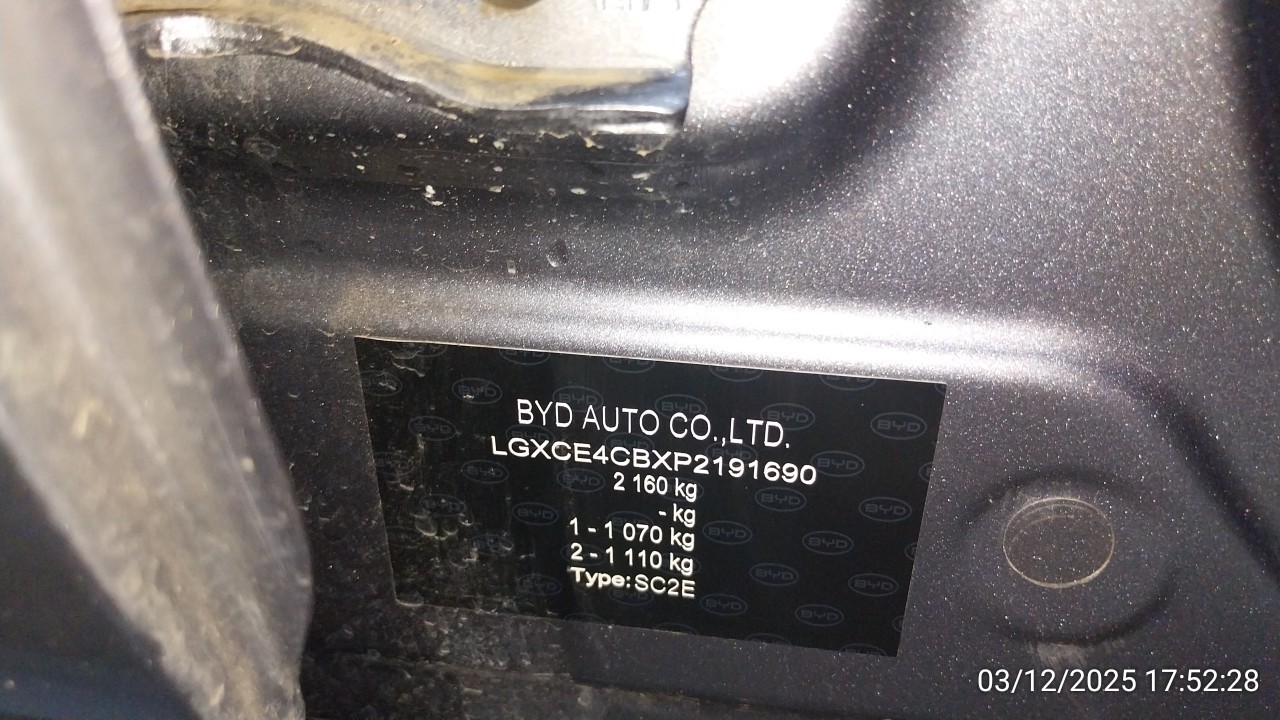 BYD AUTO CO.,LTD.
LGXCE4CBXP2191690
2 160 kg
- kg
1 - 1 070 kg
2 - 1 110 kg
Type: SC2E
03/12/2025 17:52:28